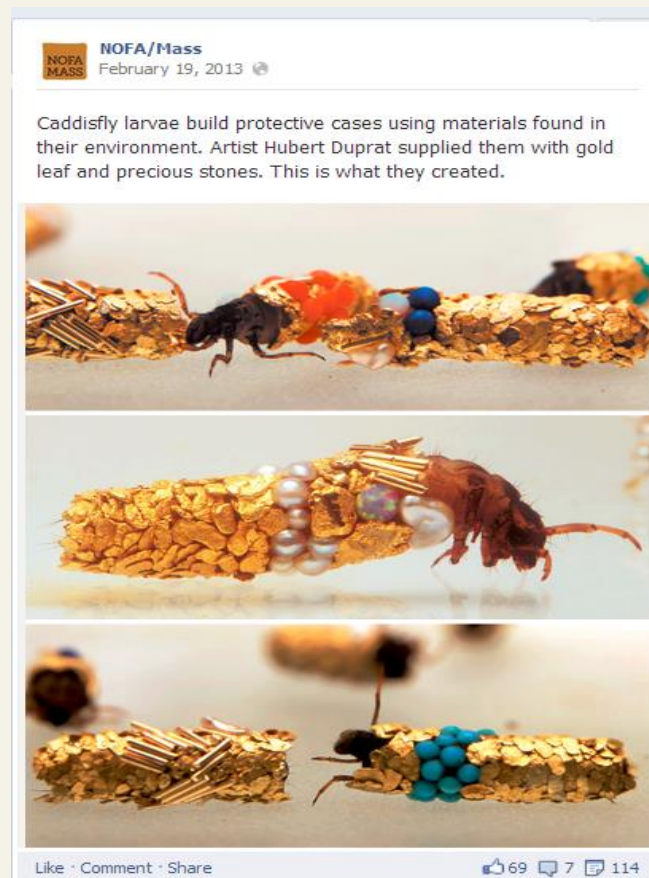 NOFA
MASS
NOFA/Mass
February 19, 2013
Caddisfly larvae build protective cases using materials found in
their environment. Artist Hubert Duprat supplied them with gold
leaf and precious stones. This is what they created.
Like · Comment · Share 69 7 114